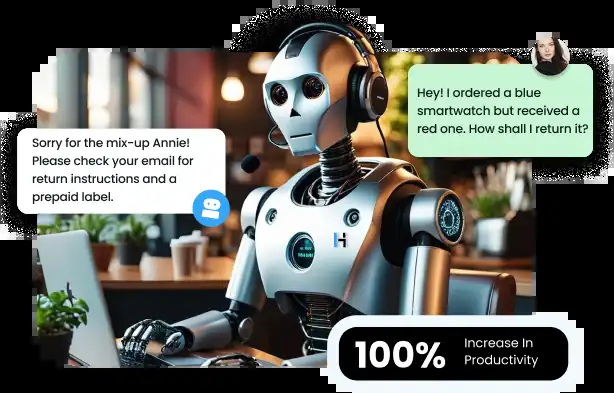 Hey! I ordered a blue
smartwatch but received a
red one. How shall I return it?
Sorry for the mix-up Annie!
Please check your email for
return instructions and a
prepaid label.
H
100%
Increase In
Productivity